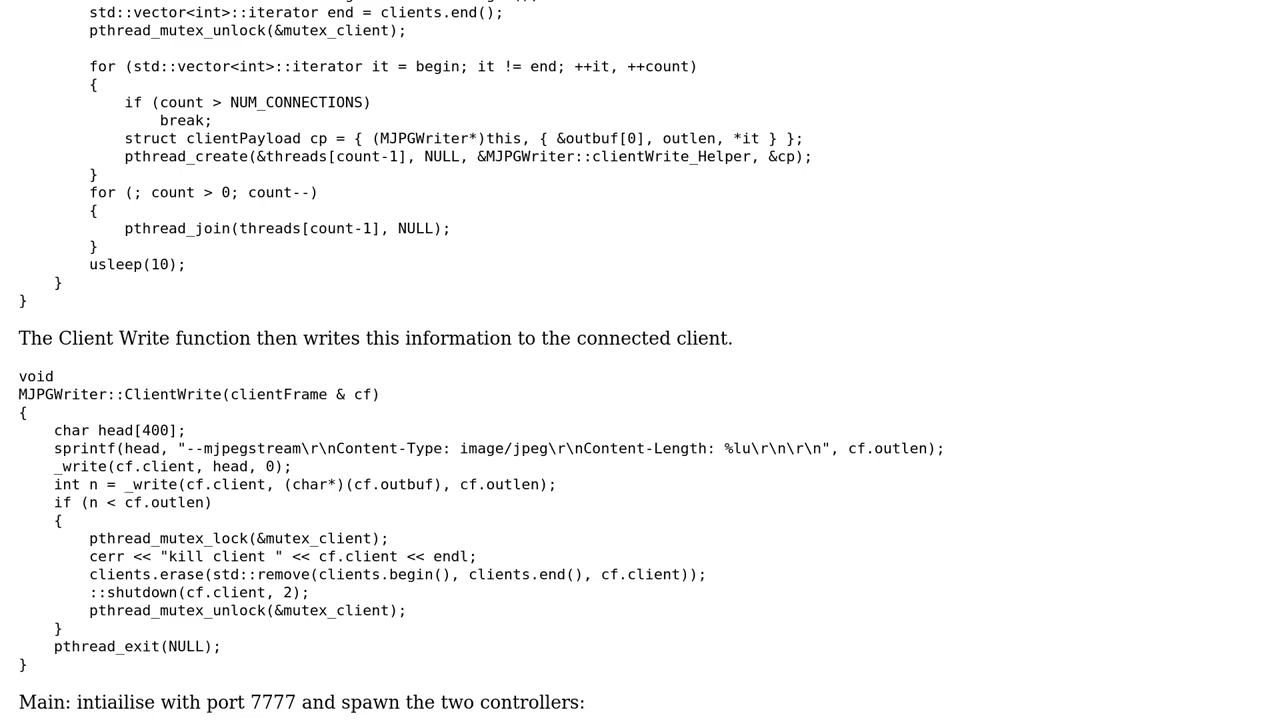 std::vector<int>::iterator end = clients.end();
pthread_mutex_unlock(&mutex_client);
for (std::vector<int>::iterator it = begin; it != end; ++it, ++count)
{
if (count > NUM_CONNECTIONS)
break;
struct clientPayload cp = { (MJPGWriter*)this, { &outbuf[0], outlen, *it } };
pthread_create(&threads[count-1], NULL, &MJPGWriter::clientWrite_Helper, &cp);
}
for (; count > 0; count--)
{
pthread_join(threads[count-1], NULL);
}
usleep(10);
}
}
The Client Write function then writes this information to the connected client.
void
MJPGWriter::ClientWrite(clientFrame & cf)
{
char head[400];
sprintf(head, "--mjpegstream\r\nContent-Type: image/jpeg\r\nContent-Length: %lu\r\n\r\n", cf.outlen);
_write(cf.client, head, 0);
int n = _write(cf.client, (char*)(cf.outbuf), cf.outlen);
if (n < cf.outlen)
{
pthread_mutex_lock(&mutex_client);
cerr << "kill client " << cf.client << endl;
clients.erase(std::remove(clients.begin(), clients.end(), cf.client));
::shutdown(cf.client, 2);
pthread_mutex_unlock(&mutex_client);
}
pthread_exit(NULL);
}
Main: intiailise with port 7777 and spawn the two controllers: